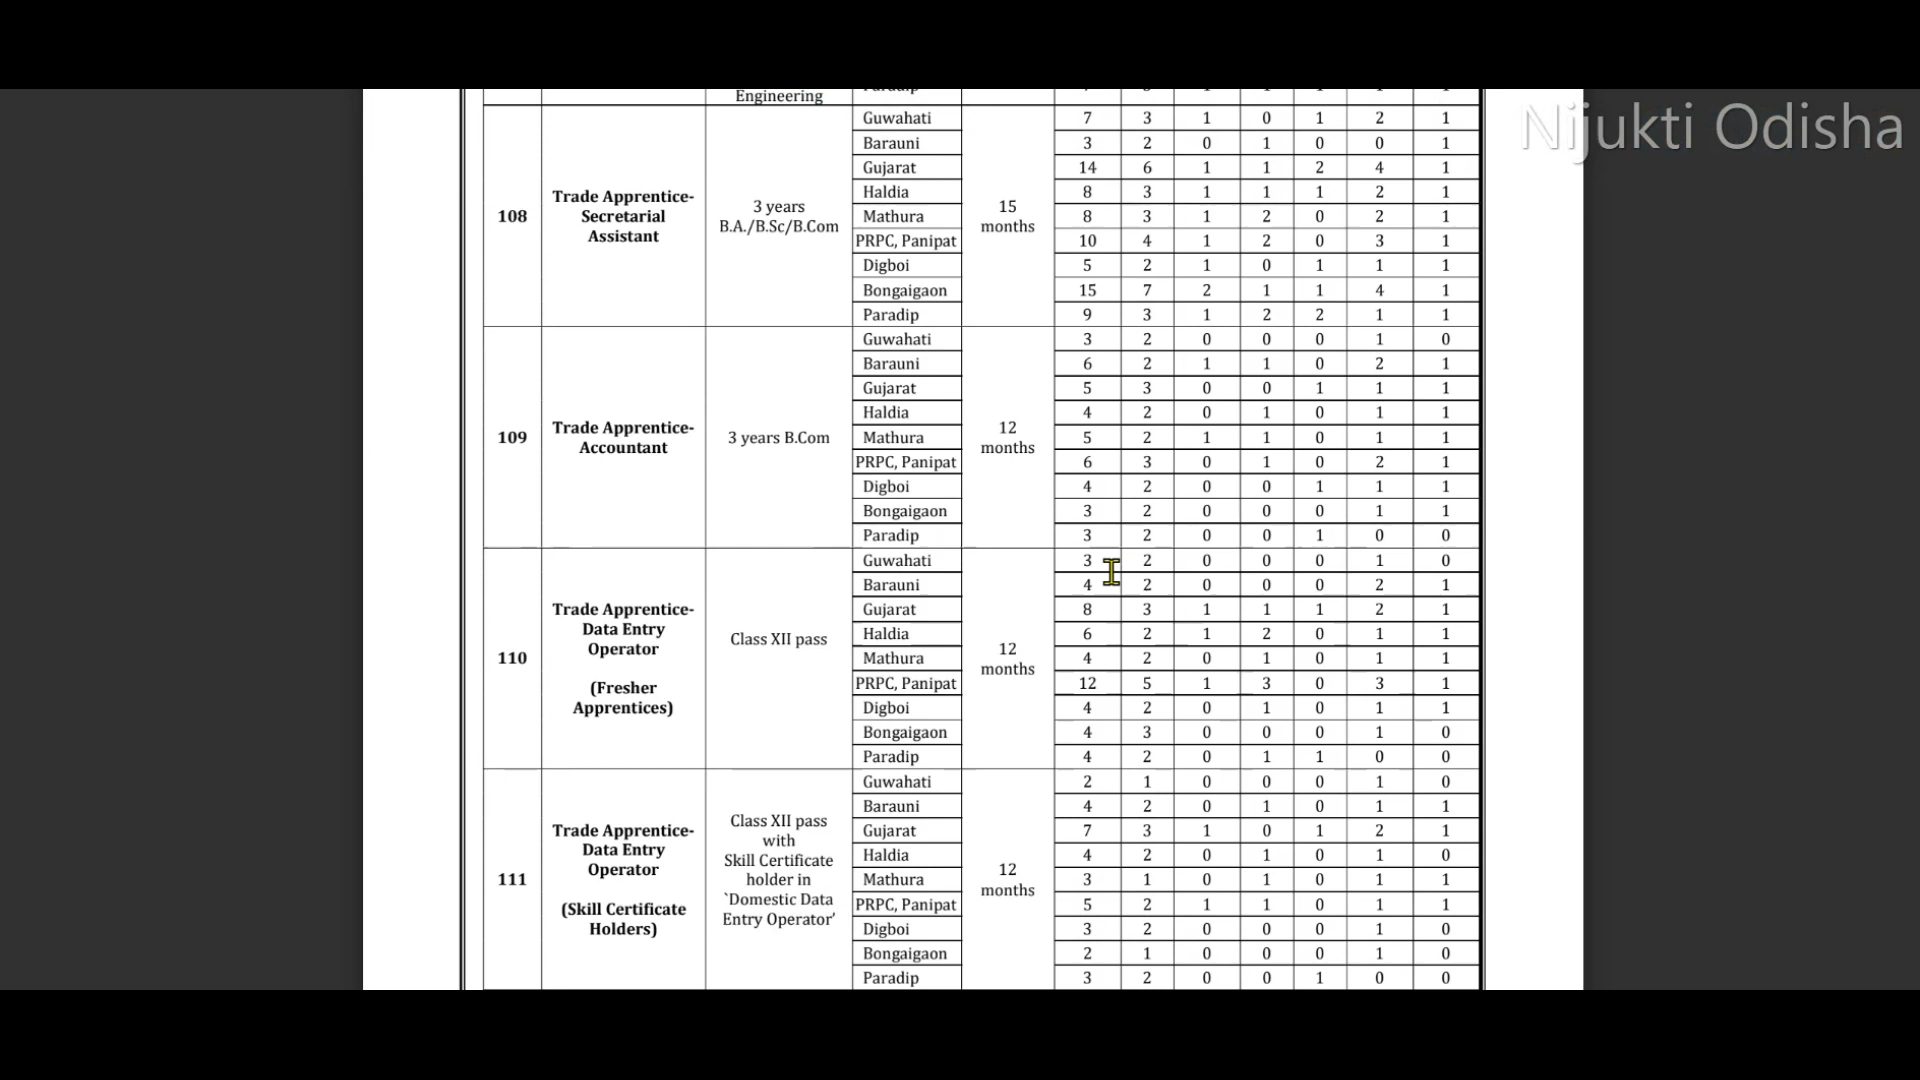 Nijukti Odisha
Engineering
108 Trade Apprentice-Secretarial Assistant 3 years B.A./B.Sc/B.Com 15 months
Guwahati 7 3 1 0 1 2 1
Barauni 3 2 0 1 0 0 1
Gujarat 14 6 1 1 2 4 1
Haldia 8 3 1 1 1 2 1
Mathura 8 3 1 2 0 2 1
PRPC, Panipat 10 4 1 2 0 3 1
Digboi 5 2 1 0 1 1 1
Bongaigaon 15 7 2 1 1 4 1
Paradip 9 3 1 2 2 1 1
109 Trade Apprentice-Accountant 3 years B.Com 12 months
Guwahati 3 2 0 0 0 1 0
Barauni 6 2 1 1 0 2 1
Gujarat 5 3 0 0 1 1 1
Haldia 4 2 0 1 0 1 1
Mathura 5 2 1 1 0 1 1
PRPC, Panipat 6 3 0 1 0 2 1
Digboi 4 2 0 0 1 1 1
Bongaigaon 3 2 0 0 0 1 1
Paradip 3 2 0 0 1 0 0
110 Trade Apprentice-Data Entry Operator (Fresher Apprentices) Class XII pass 12 months
Guwahati 3 2 0 0 0 1 0
Barauni 4 2 0 0 0 2 1
Gujarat 8 3 1 1 1 2 1
Haldia 6 2 1 2 0 1 1
Mathura 4 2 0 1 0 1 1
PRPC, Panipat 12 5 1 3 0 3 1
Digboi 4 2 0 1 0 1 1
Bongaigaon 4 3 0 0 0 1 0
Paradip 4 2 0 1 1 0 0
111 Trade Apprentice-Data Entry Operator (Skill Certificate Holders) Class XII pass with Skill Certificate holder in `Domestic Data Entry Operator’ 12 months
Guwahati 2 1 0 0 0 1 0
Barauni 4 2 0 1 0 1 1
Gujarat 7 3 1 0 1 2 1
Haldia 4 2 0 1 0 1 0
Mathura 3 1 0 1 0 1 1
PRPC, Panipat 5 2 1 1 0 1 1
Digboi 3 2 0 0 0 1 0
Bongaigaon 2 1 0 0 0 1 0
Paradip 3 2 0 0 1 0 0